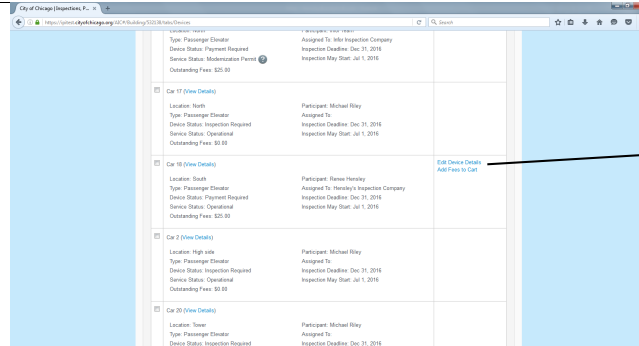 City of Chicago | Inspections, P...
https://
cityofchicago.org
Search
Location: North
Participant: Infor Team
Type: Passenger Elevator
Assigned To: Infor Inspection Company
Device Status: Payment Required
Inspection Deadline: Dec 31, 2016
Service Status: Modernization Permit ?
Inspection May Start: Jul 1, 2016
Outstanding Fees: $25.00
Car 17 (View Details)
Location: North
Participant: Michael Riley
Type: Passenger Elevator
Assigned To:
Device Status: Inspection Required
Inspection Deadline: Dec 31, 2016
Service Status: Operational
Inspection May Start: Jul 1, 2016
Outstanding Fees: $0.00
Car 18 (View Details)
Edit Device Details
Add Fees to Cart
Location: South
Participant: Renee Hensley
Type: Passenger Elevator
Assigned To: Hensley's Inspection Company
Device Status: Payment Required
Inspection Deadline: Dec 31, 2016
Service Status: Operational
Inspection May Start: Jul 1, 2016
Outstanding Fees: $25.00
Car 2 (View Details)
Location: High side
Participant: Michael Riley
Type: Passenger Elevator
Assigned To:
Device Status: Inspection Required
Inspection Deadline: Dec 31, 2016
Service Status: Operational
Inspection May Start: Jul 1, 2016
Outstanding Fees: $0.00
Car 20 (View Details)
Location: Tower
Participant: Michael Riley
Type: Passenger Elevator
Assigned To:
Device Status: Inspection Required
Inspection Deadline: Dec 31, 2016